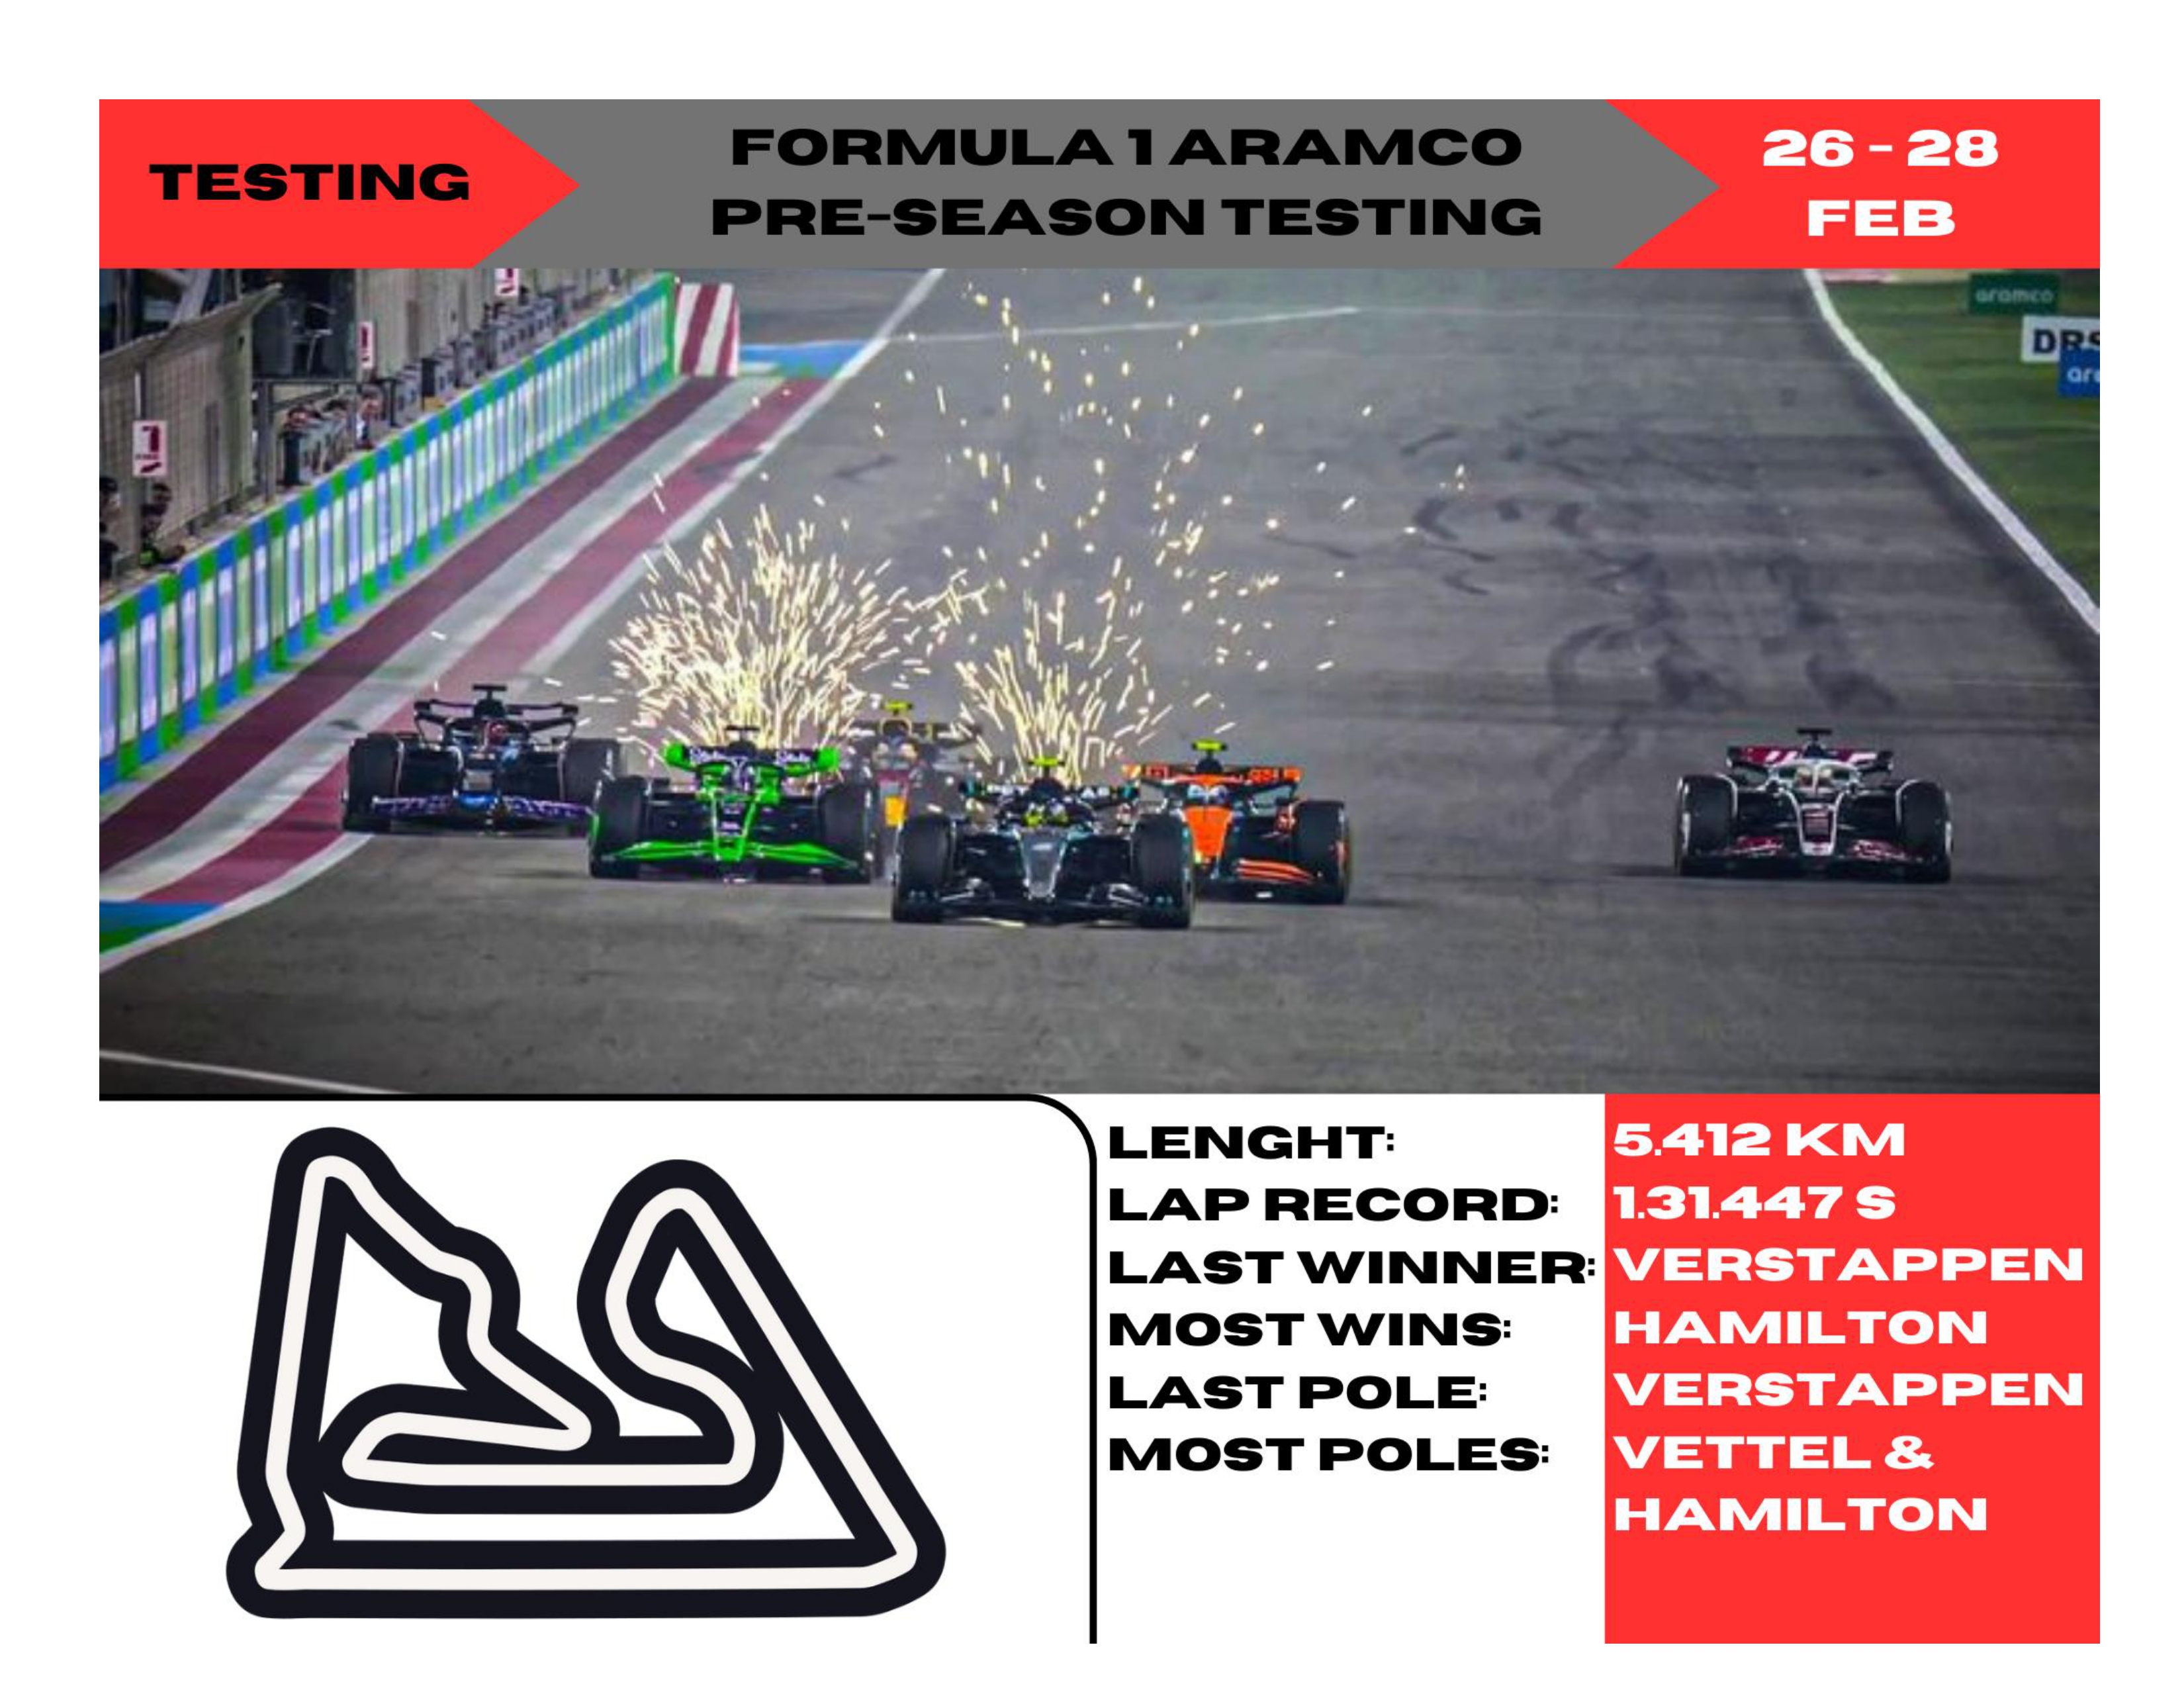 TESTING
FORMULA 1 ARAMCO
PRE-SEASON TESTING
26 - 28
FEB
aramco
DRS
1
LENGHT: 5.412 KM
LAP RECORD: 1.31.447 S
LAST WINNER: VERSTAPPEN
MOST WINS: HAMILTON
LAST POLE: VERSTAPPEN
MOST POLES: VETTEL &
HAMILTON